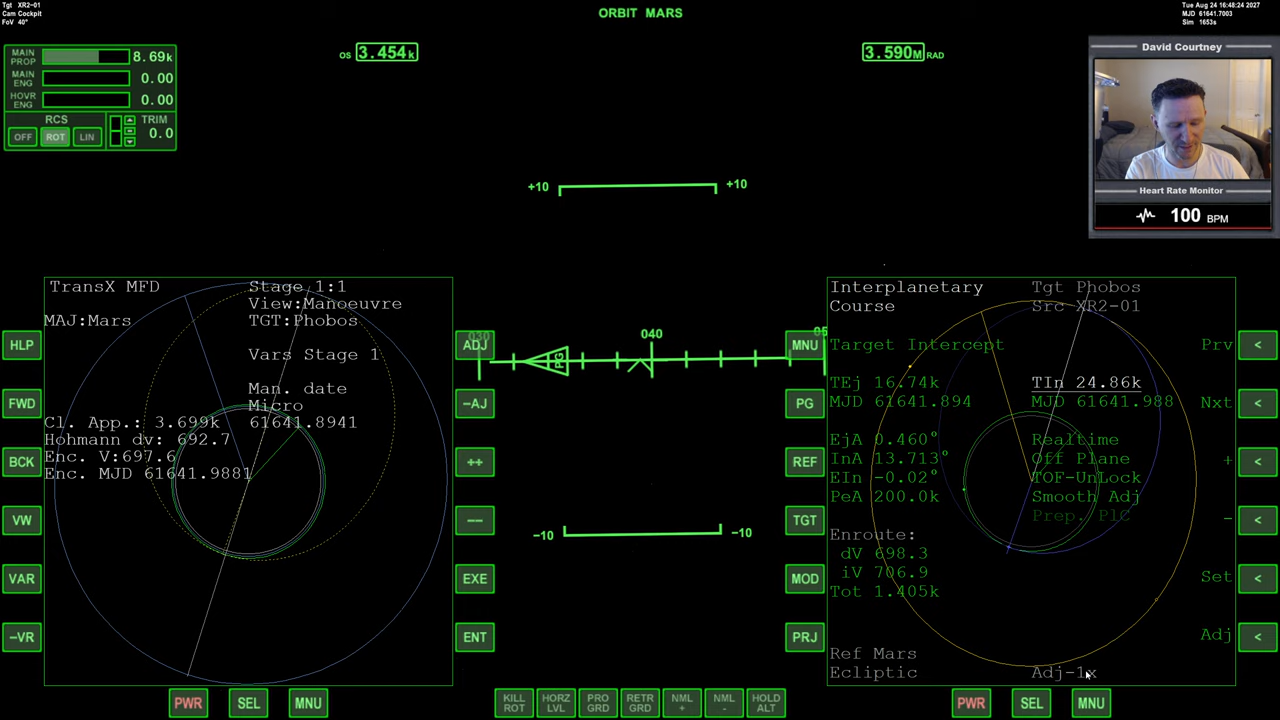 Tgt XR2-01
Cam Cockpit
FoV 40°
ORBIT MARS
Tue Aug 24 16:48:24 2027
MJD 61641.7003
Sim 1653s
MAIN PROP 8.69k
MAIN ENG 0.00
HOVR ENG 0.00
RCS
TRIM
OFF ROT LIN 0.0
OS 3.454k
3.590M RAD
David Courtney
Heart Rate Monitor
100 BPM
+10 +10
040
PG
-10 -10
TransX MFD
Stage 1:1
View:Manoeuvre
MAJ:Mars
TGT:Phobos
Vars Stage 1
Man. date
Micro
Cl. App.: 3.699k
61641.8941
Hohmann dv: 692.7
Enc. V:697.6
Enc. MJD 61641.9881
HLP
FWD
BCK
VW
VAR
-VR
ADJ
-AJ
++
--
EXE
ENT
PWR SEL MNU
KILL ROT
HORZ LVL
PRO GRD
RETR GRD
NML +
NML -
HOLD ALT
MNU
PG
REF
TGT
MOD
PRJ
Interplanetary
Tgt Phobos
Course
Src XR2-01
Target Intercept
Prv <
TEj 16.74k
TIn 24.86k
MJD 61641.894
MJD 61641.988
Nxt <
EjA 0.460°
Realtime
InA 13.713°
Off Plane
+ <
EIn -0.02°
TOF-UnLock
PeA 200.0k
Smooth Adj
Prep. PlC
- <
Enroute:
dV 698.3
iV 706.9
Set <
Tot 1.405k
Adj <
Ref Mars
Ecliptic
Adj-1x
PWR SEL MNU